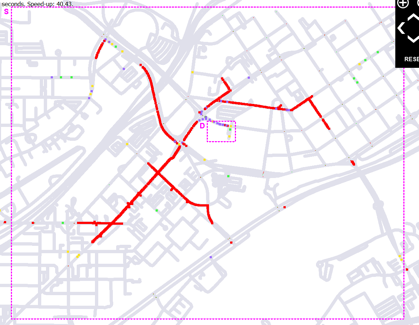 seconds. Speed-up: 40.43
S
D
RESE